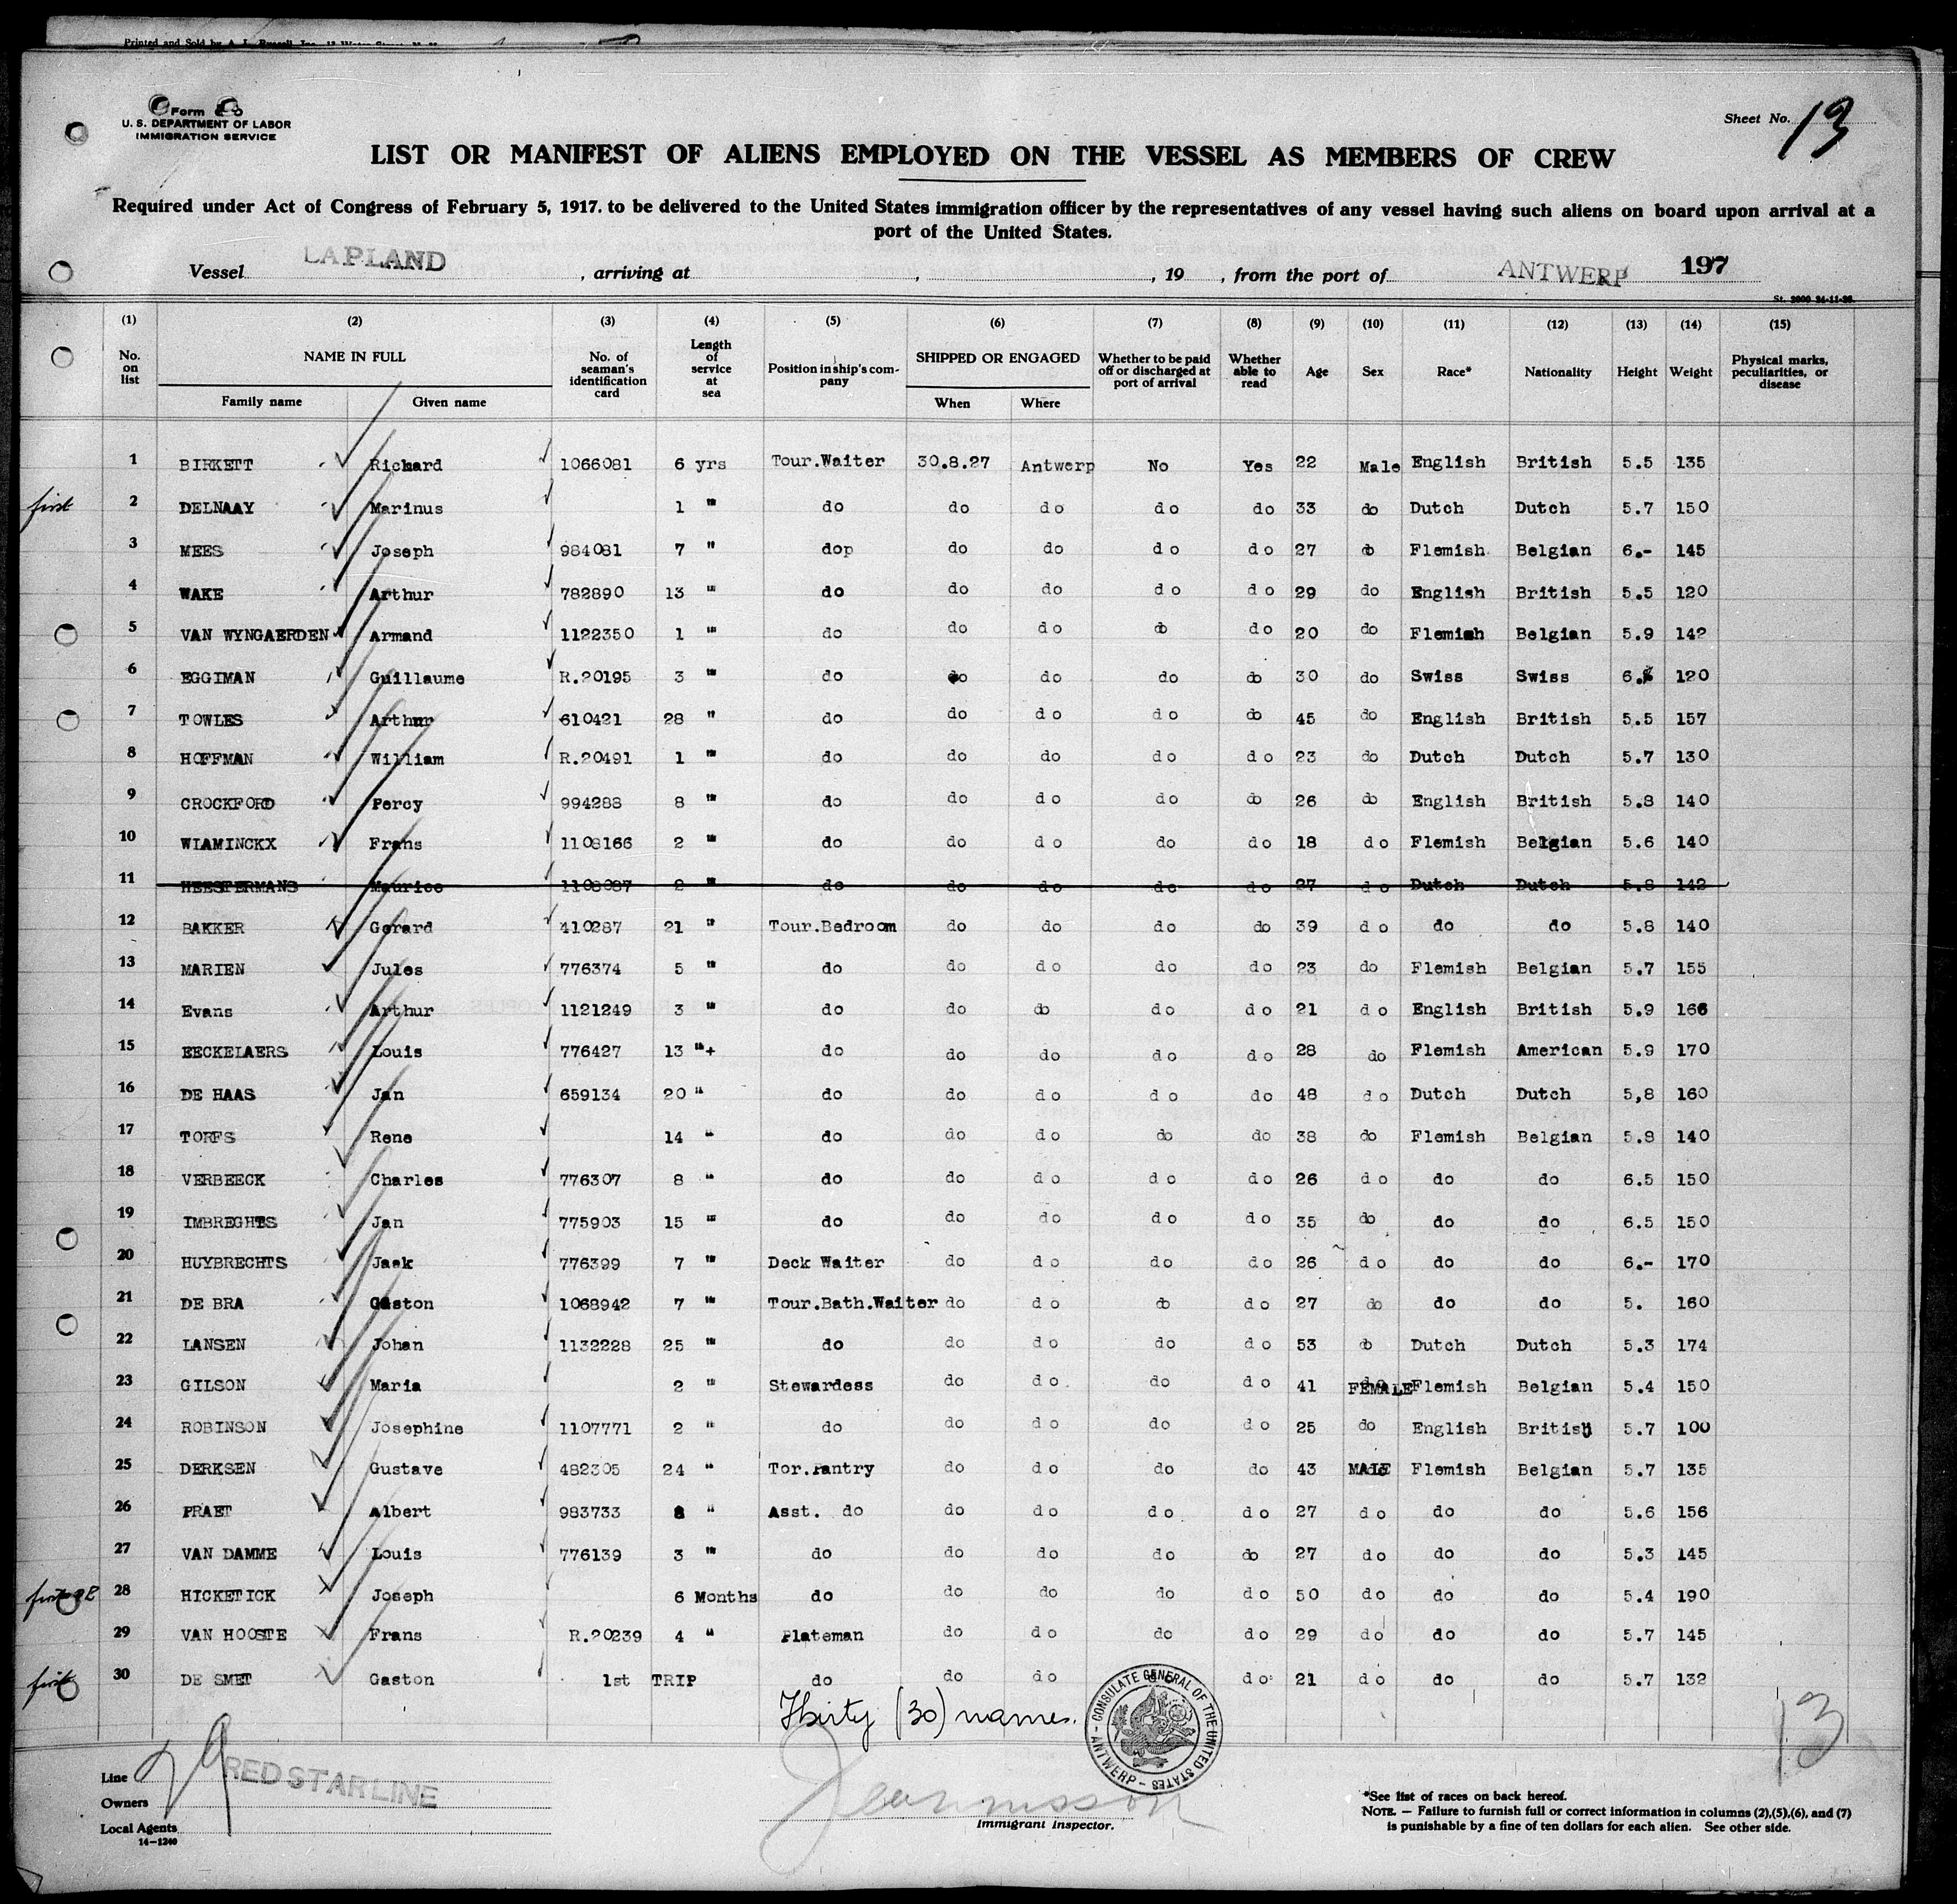 Printed and Sold by
Form
U. S. DEPARTMENT OF LABOR
IMMIGRATION SERVICE
Sheet No. 13
LIST OR MANIFEST OF ALIENS EMPLOYED ON THE VESSEL AS MEMBERS OF CREW
Required under Act of Congress of February 5, 1917. to be delivered to the United States immigration officer by the representatives of any vessel having such aliens on board upon arrival at a
port of the United States.
Vessel LAPLAND, arriving at , , 19 , from the port of ANTWERP 197
(1) (2) (3) (4) (5) (6) (7) (8) (9) (10) (11) (12) (13) (14) (15)
No. on list NAME IN FULL No. of seaman's identification card Length of service at sea Position in ship's com-pany SHIPPED OR ENGAGED Whether to be paid off or discharged at port of arrival Whether able to read Age Sex Race* Nationality Height Weight Physical marks, peculiarities, or disease
Family name Given name When Where
1 BIRKETT Richard 1066081 6 yrs Tour.Waiter 30.8.27 Antwerp No Yes 22 Male English British 5.5 135
first 2 DELNAAY Marinus 1 " do do do do do 33 do Dutch Dutch 5.7 150
3 MEES Joseph 984081 7 " dop do do do do 27 do Flemish Belgian 6.- 145
4 WAKE Arthur 782890 13 " do do do do do 29 do English British 5.5 120
5 VAN WYNGAERDEN Armand 1122350 1 " do do do do do 20 do Flemish Belgian 5.9 142
6 EGGIMAN Guillaume R.20195 3 " do do do do do 30 do Swiss Swiss 6. 120
7 TOWLES Arthur 610421 28 " do do do do do 45 do English British 5.5 157
8 HOFFMAN William R.20491 1 " do do do do do 23 do Dutch Dutch 5.7 130
9 CROCKFORD Percy 994288 8 " do do do do do 26 do English British 5.8 140
10 WIAMINCKX Frans 1108166 2 " do do do do do 18 do Flemish Belgian 5.6 140
11 HEESTERMANS Maurice 1108087 2 " do do do do do 27 do Dutch Dutch 5.8 142
12 BAKKER Gerard 410287 21 " Tour.Bedroom do do do do 39 do do do 5.8 140
13 MARIEN Jules 776374 5 " do do do do do 23 do Flemish Belgian 5.7 155
14 Evans Arthur 1121249 3 " do do do do do 21 do English British 5.9 166
15 EECKELAERS Louis 776427 13 "+ do do do do do 28 do Flemish American 5.9 170
16 DE HAAS Jan 659134 20 " do do do do do 48 do Dutch Dutch 5,8 160
17 TORFS Rene 14 " do do do do do 38 do Flemish Belgian 5.8 140
18 VERBEECK Charles 776307 8 " do do do do do 26 do do do 6.5 150
19 IMBREGHTS Jan 775903 15 " do do do do do 35 do do do 6.5 150
20 HUYBRECHTS Jaak 776399 7 " Deck Waiter do do do do 26 do do do 6.- 170
21 DE BRA Gaston 1068942 7 " Tour.Bath.Waiter do do do do 27 do do do 5. 160
22 LANSEN Johan 1132228 25 " do do do do do 53 do Dutch Dutch 5.3 174
23 GILSON Maria 2 " Stewardess do do do do 41 FEMALE Flemish Belgian 5.4 150
24 ROBINSON Josephine 1107771 2 " do do do do do 25 do English British 5.7 100
25 DERKSEN Gustave 482305 24 " Tor.Pantry do do do do 43 MALE Flemish Belgian 5.7 135
26 PRAET Albert 983733 8 " Asst. do do do do do 27 do do do 5.6 156
27 VAN DAMME Louis 776139 3 " do do do do do 27 do do do 5.3 145
first 28 HICKETICK Joseph 6 Months do do do do do 50 do do do 5.4 190
29 VAN HOOSTE Frans R.20239 4 " Plateman do do do do 29 do do do 5.7 145
first 30 DE SMET Gaston 1st TRIP do do do do do 21 do do do 5.7 132
Thirty (30) names.
CONSULATE GENERAL OF THE UNITED STATES - ANTWERP -
13
29
Line RED STAR LINE
Owners
Local Agents
14-1240
Immigrant Inspector.
*See list of races on back hereof.
NOTE. — Failure to furnish full or correct information in columns (2),(5),(6), and (7)
is punishable by a fine of ten dollars for each alien. See other side.